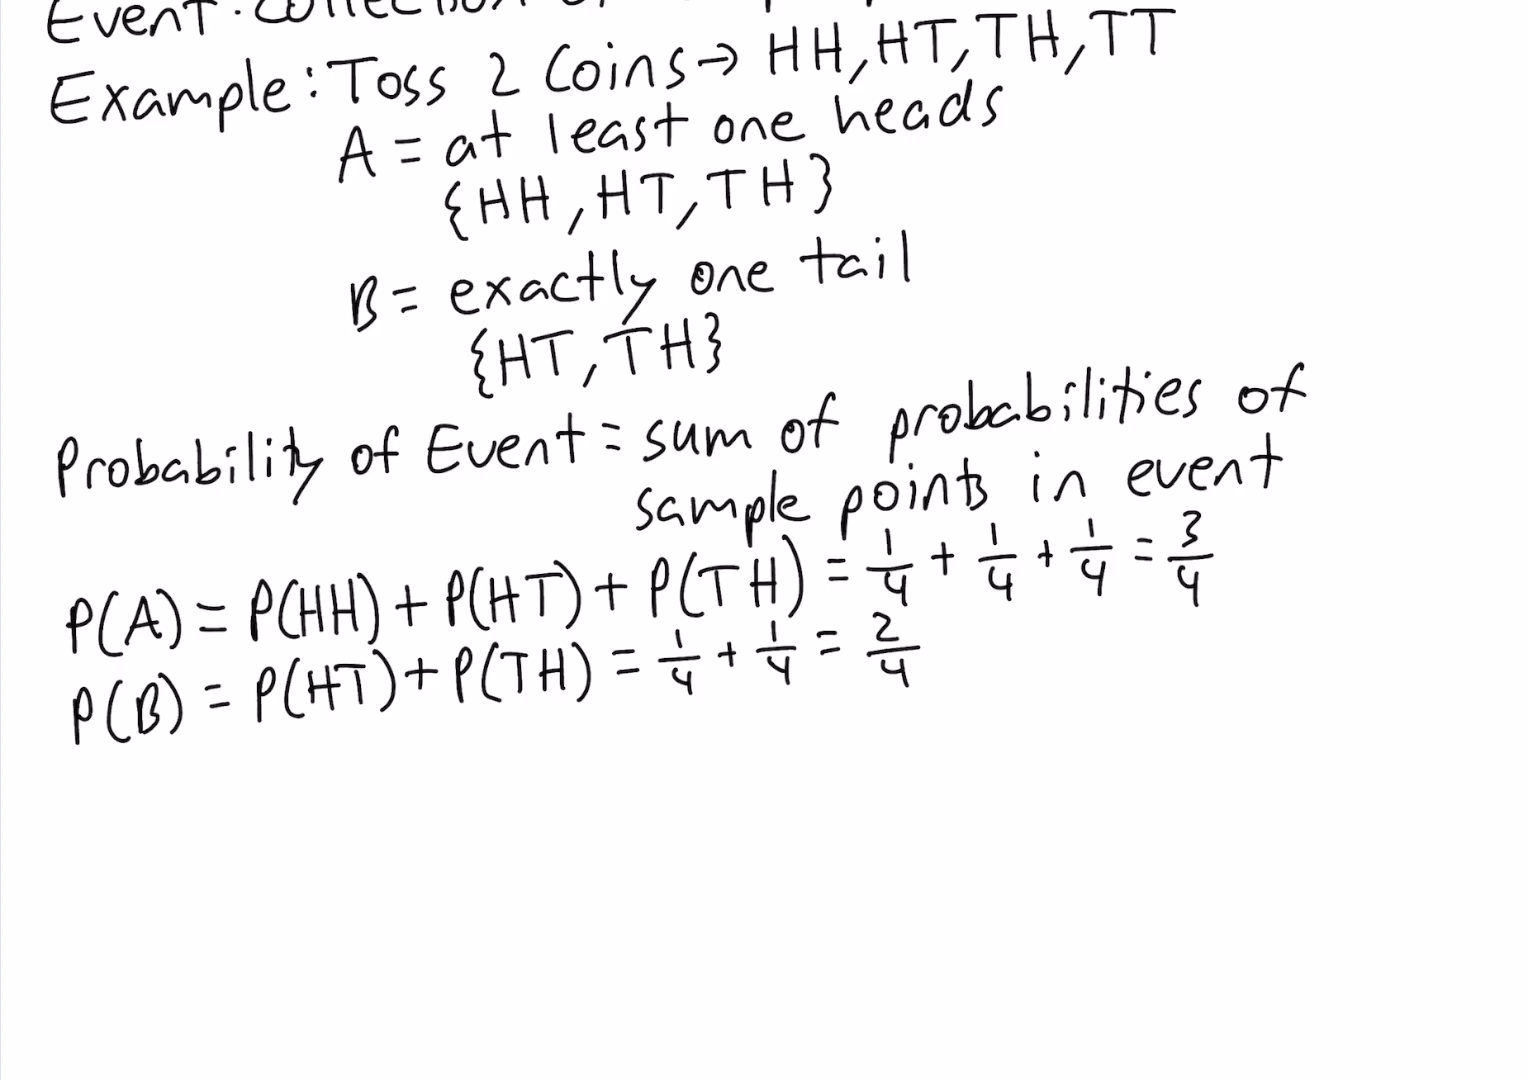 Event: Collection
Example: Toss 2 Coins → HH, HT, TH, TT
A = at least one heads
{HH, HT, TH}
B = exactly one tail
{HT, TH}
Probability of Event = sum of probabilities of
sample points in event
P(A) = P(HH) + P(HT) + P(TH) = 1/4 + 1/4 + 1/4 = 3/4
P(B) = P(HT) + P(TH) = 1/4 + 1/4 = 2/4